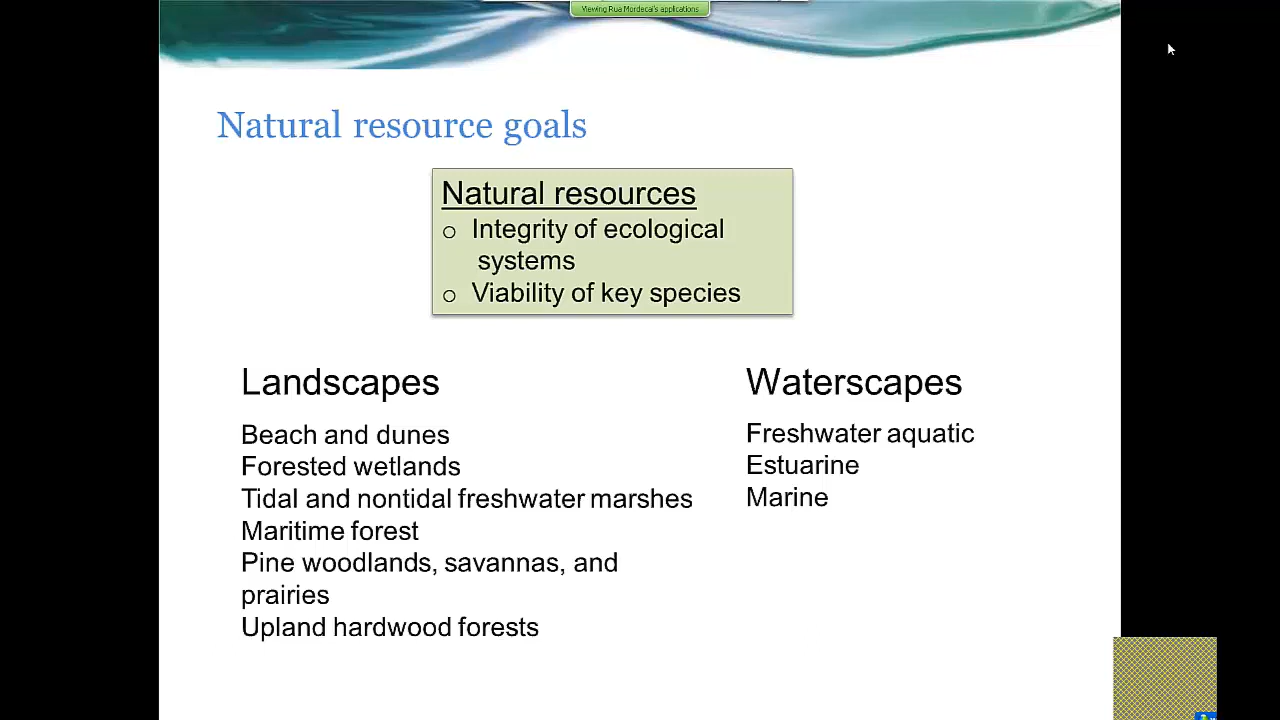 Viewing Rua Mordecai's applications
Natural resource goals
Natural resources
o Integrity of ecological
systems
o Viability of key species
Landscapes
Beach and dunes
Forested wetlands
Tidal and nontidal freshwater marshes
Maritime forest
Pine woodlands, savannas, and
prairies
Upland hardwood forests
Waterscapes
Freshwater aquatic
Estuarine
Marine